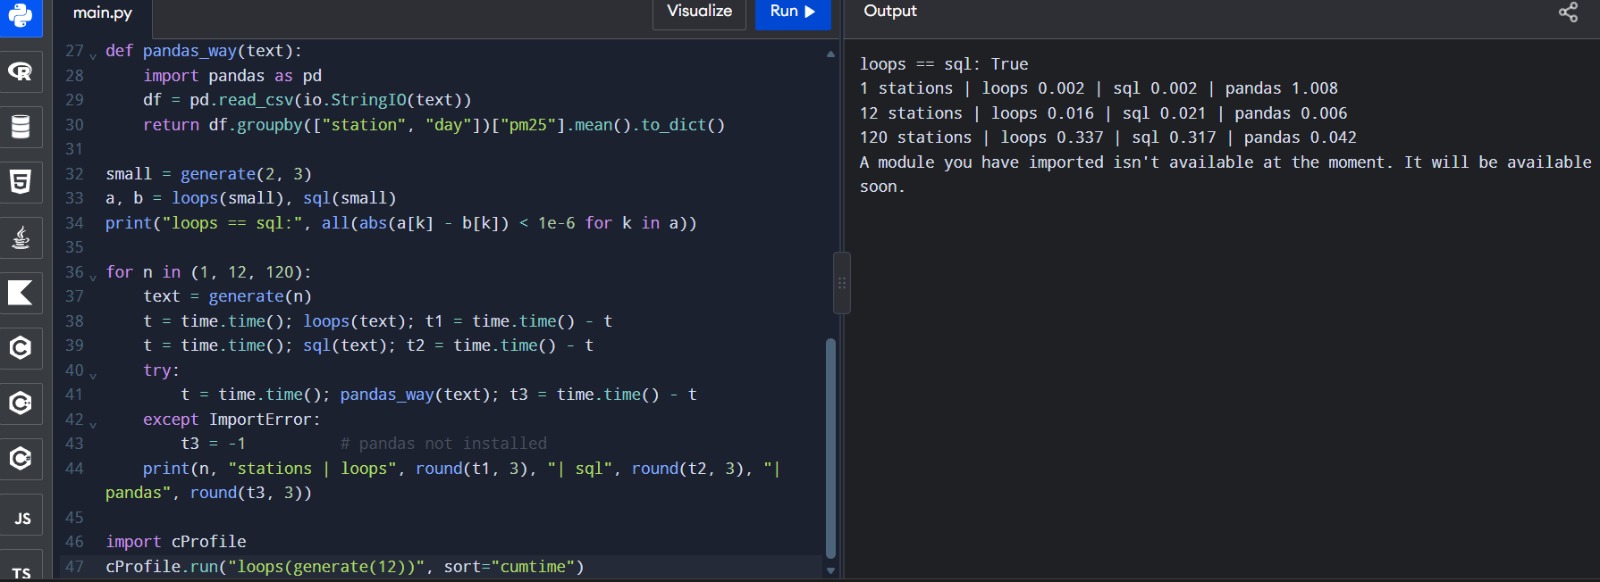 main.py
Visualize
Run
Output
27 def pandas_way(text):
28     import pandas as pd
29     df = pd.read_csv(io.StringIO(text))
30     return df.groupby(["station", "day"])["pm25"].mean().to_dict()
31
32 small = generate(2, 3)
33 a, b = loops(small), sql(small)
34 print("loops == sql:", all(abs(a[k] - b[k]) < 1e-6 for k in a))
35
36 for n in (1, 12, 120):
37     text = generate(n)
38     t = time.time(); loops(text); t1 = time.time() - t
39     t = time.time(); sql(text); t2 = time.time() - t
40     try:
41         t = time.time(); pandas_way(text); t3 = time.time() - t
42     except ImportError:
43         t3 = -1          # pandas not installed
44     print(n, "stations | loops", round(t1, 3), "| sql", round(t2, 3), "|
pandas", round(t3, 3))
45
46 import cProfile
47 cProfile.run("loops(generate(12))", sort="cumtime")
loops == sql: True
1 stations | loops 0.002 | sql 0.002 | pandas 1.008
12 stations | loops 0.016 | sql 0.021 | pandas 0.006
120 stations | loops 0.337 | sql 0.317 | pandas 0.042
A module you have imported isn't available at the moment. It will be available
soon.
R
5
C
C
C
JS
TS